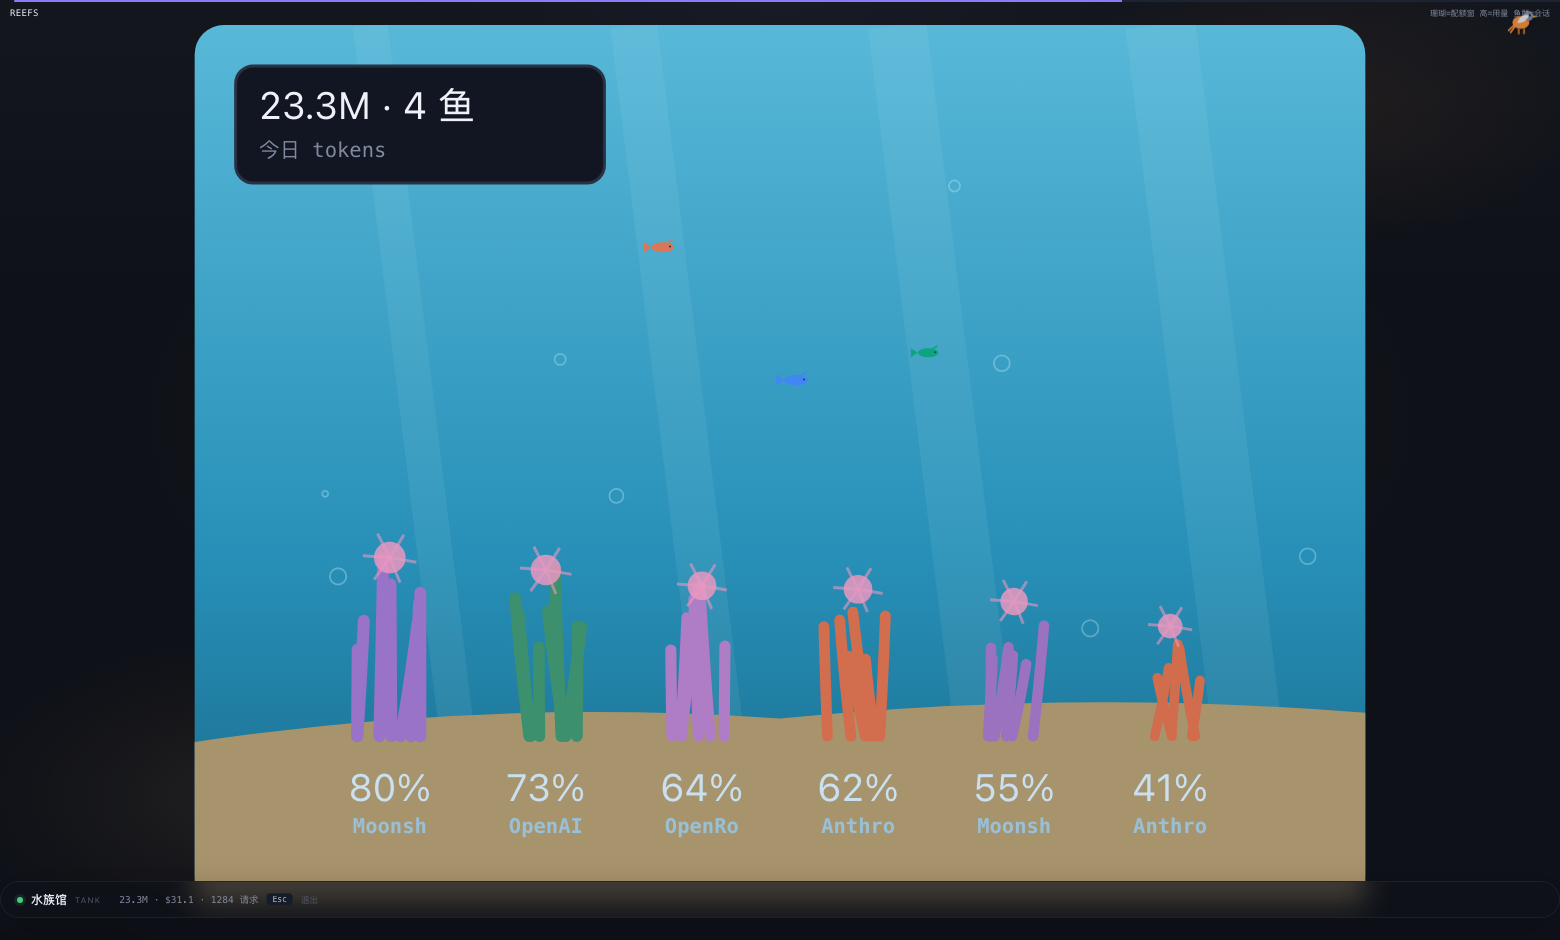 REEFS
珊瑚=配额窗 高=用量 鱼群=会话
23.3M · 4 鱼
今日 tokens
80% 73% 64% 62% 55% 41%
Moonsh OpenAI OpenRo Anthro Moonsh Anthro
水族馆 TANK 23.3M · $31.1 · 1284 请求 Esc 退出